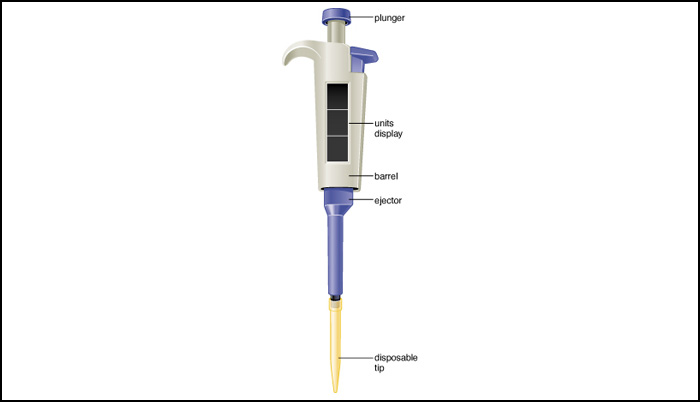 plunger
units
display
barrel
ejector
disposable
tip